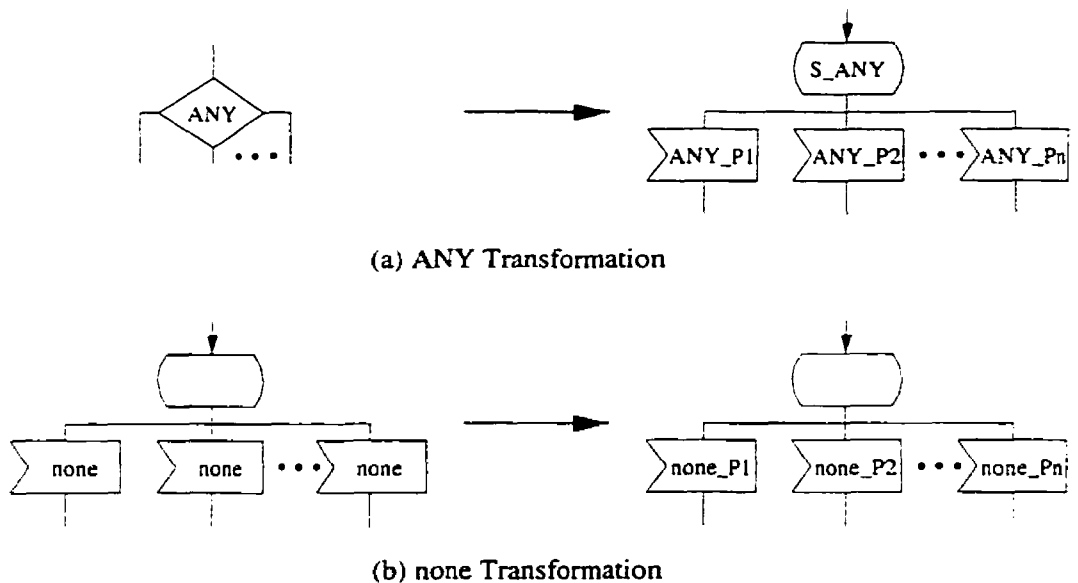 S_ANY
ANY
ANY_P1 ANY_P2 ANY_Pn
(a) ANY Transformation
none none none
none_P1 none_P2 none_Pn
(b) none Transformation